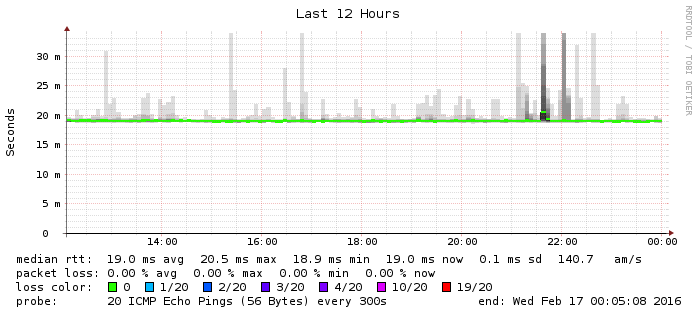 Last 12 Hours
RRDTOOL / TOBI OETIKER
Seconds
30 m
25 m
20 m
15 m
10 m
5 m
0
14:00 16:00 18:00 20:00 22:00 00:00
median rtt: 19.0 ms avg 20.5 ms max 18.9 ms min 19.0 ms now 0.1 ms sd 140.7 am/s
packet loss: 0.00 % avg 0.00 % max 0.00 % min 0.00 % now
loss color: 0 1/20 2/20 3/20 4/20 10/20 19/20
probe: 20 ICMP Echo Pings (56 Bytes) every 300s end: Wed Feb 17 00:05:08 2016